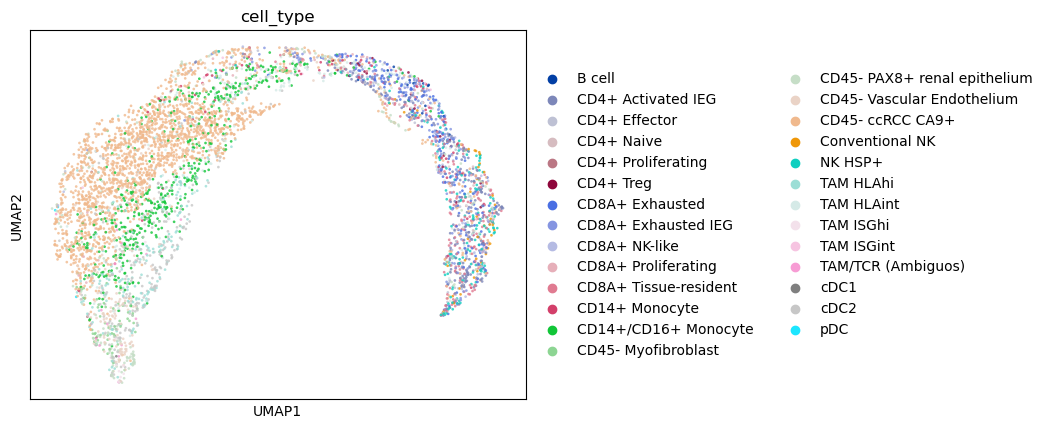 cell_type
UMAP2
UMAP1
B cell
CD4+ Activated IEG
CD4+ Effector
CD4+ Naive
CD4+ Proliferating
CD4+ Treg
CD8A+ Exhausted
CD8A+ Exhausted IEG
CD8A+ NK-like
CD8A+ Proliferating
CD8A+ Tissue-resident
CD14+ Monocyte
CD14+/CD16+ Monocyte
CD45- Myofibroblast
CD45- PAX8+ renal epithelium
CD45- Vascular Endothelium
CD45- ccRCC CA9+
Conventional NK
NK HSP+
TAM HLAhi
TAM HLAint
TAM ISGhi
TAM ISGint
TAM/TCR (Ambiguos)
cDC1
cDC2
pDC